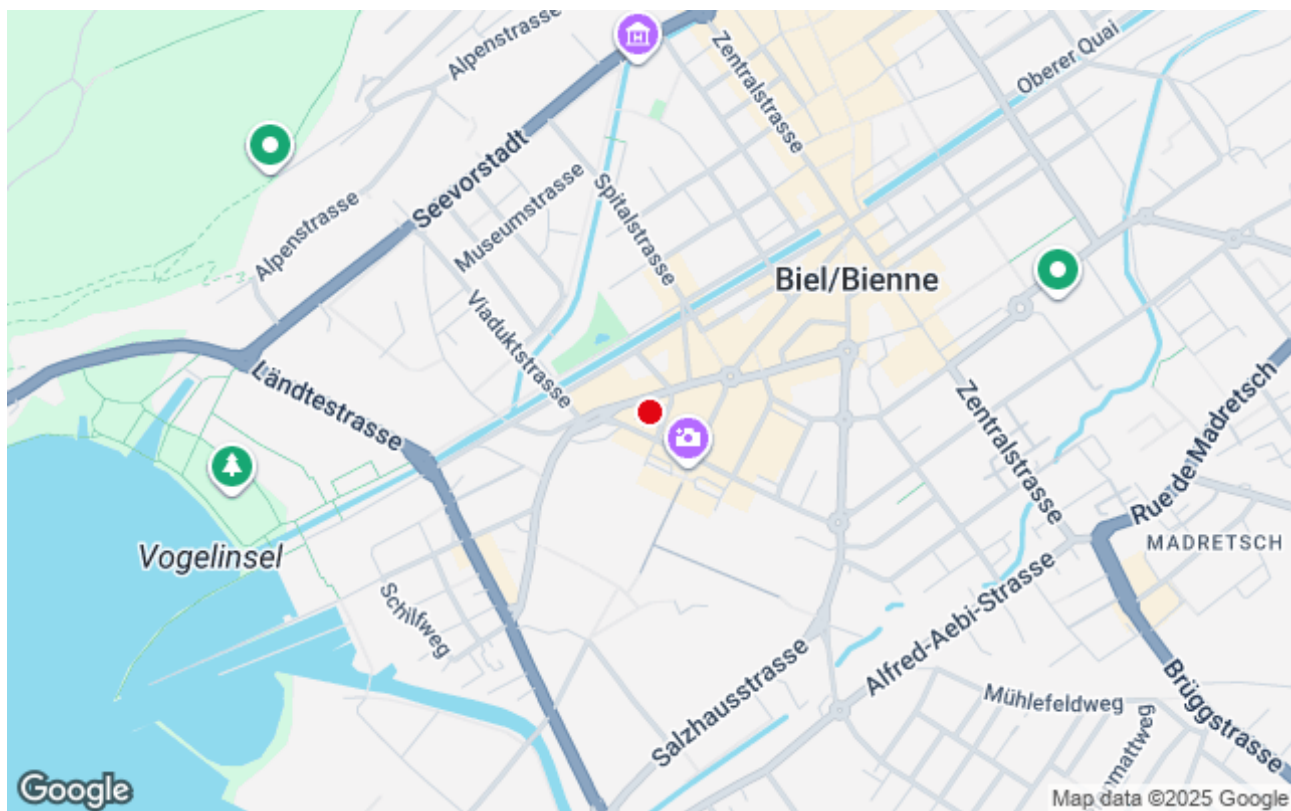 Alpenstrasse
Zentralstrasse
Oberer Quai
Seevorstadt
Museumstrasse
Spitalstrasse
Alpenstrasse
Biel/Bienne
Viaduktstrasse
Ländtestrasse
Zentralstrasse
Rue de Madretsch
Vogelinsel
MADRETSCH
Schilfweg
Alfred-Aebi-Strasse
Salzhausstrasse
Mühlefeldweg
Brüggstrasse
Google
Map data ©2025 Google